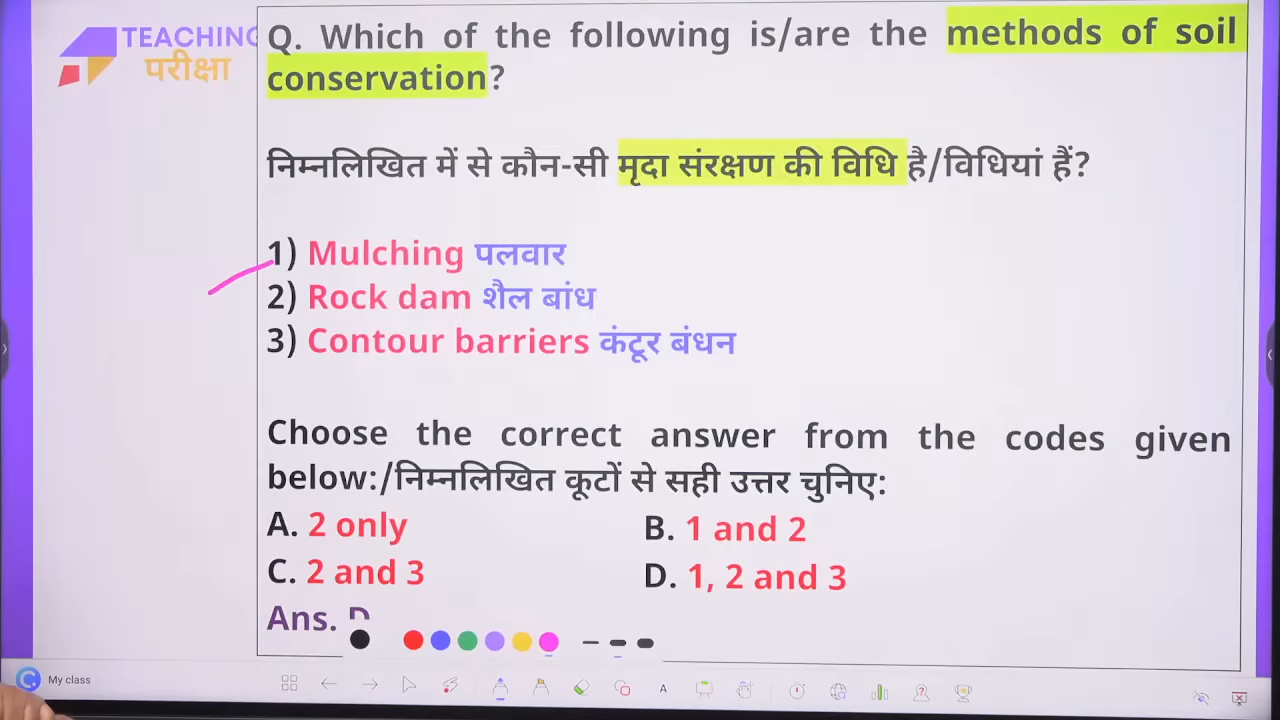 TEACHING
परीक्षा
Q. Which of the following is/are the methods of soil
conservation?
निम्नलिखित में से कौन-सी मृदा संरक्षण की विधि है/विधियां हैं?
1) Mulching पलवार
2) Rock dam शैल बांध
3) Contour barriers कंटूर बंधन
Choose the correct answer from the codes given
below:/निम्नलिखित कूटों से सही उत्तर चुनिए:
A. 2 only B. 1 and 2
C. 2 and 3 D. 1, 2 and 3
Ans.
My class